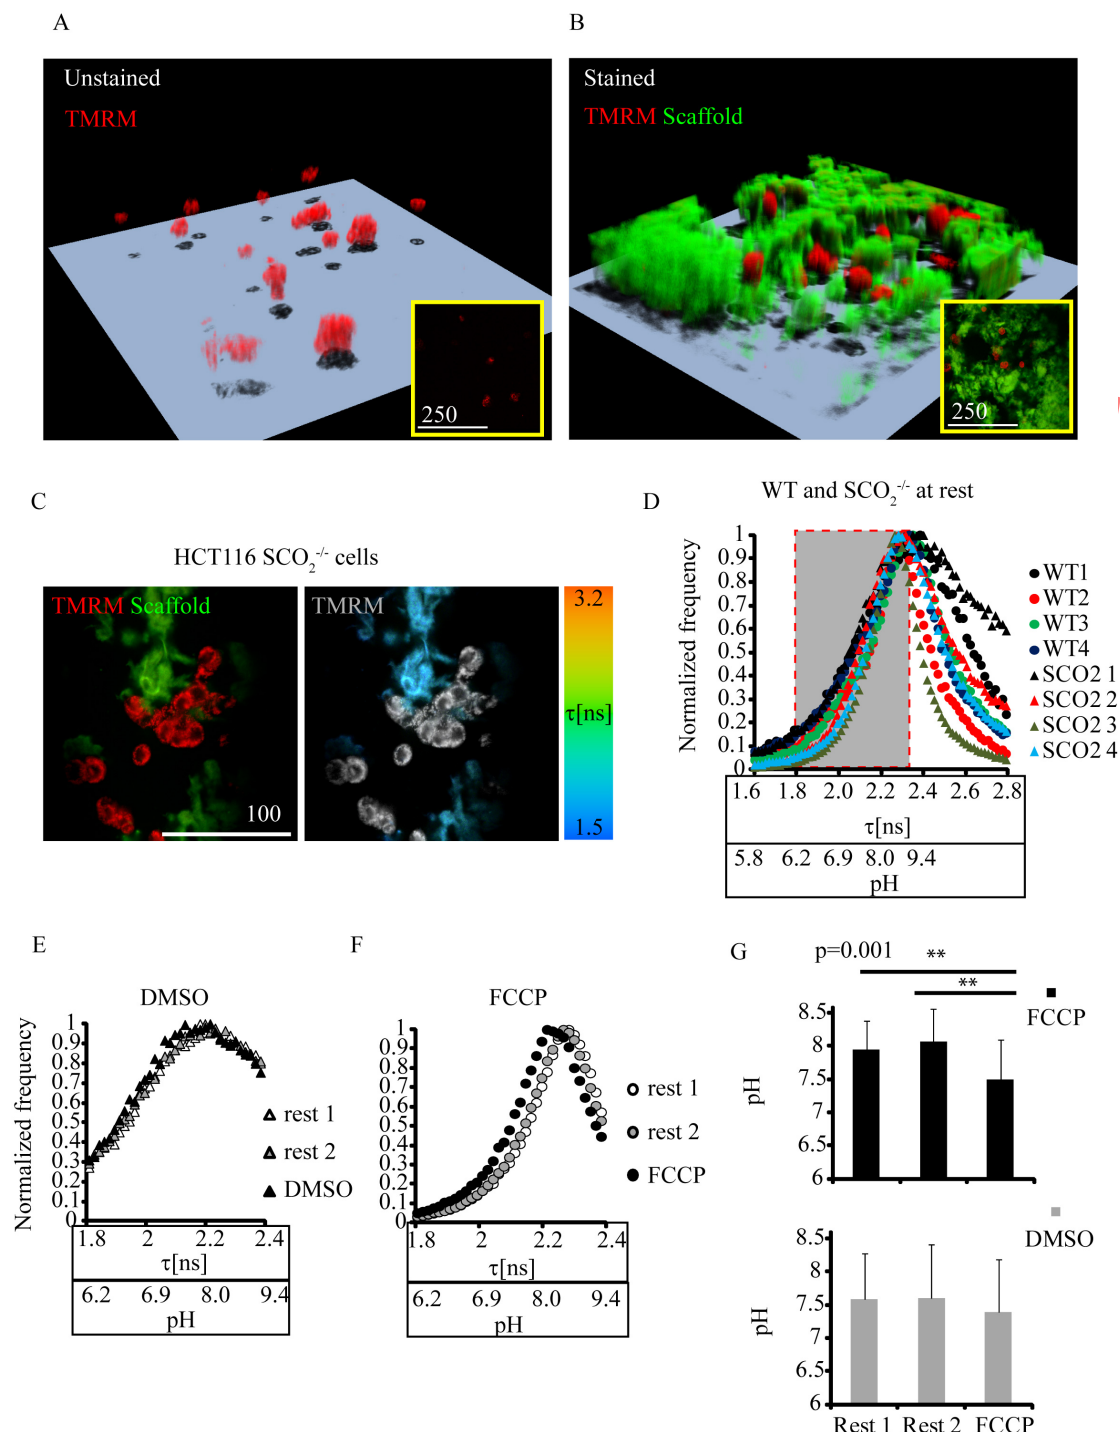 A
B
Unstained
TMRM
250
Stained
TMRM Scaffold
250
C
HCT116 SCO2-/- cells
TMRM Scaffold
100
TMRM
3.2
τ[ns]
1.5
D
WT and SCO2-/- at rest
Normalized frequency
1
0.9
0.8
0.7
0.6
0.5
0.4
0.3
0.2
0.1
0
1.6 1.8 2.0 2.2 2.4 2.6 2.8
τ[ns]
5.8 6.2 6.9 8.0 9.4
pH
WT1
WT2
WT3
WT4
SCO2 1
SCO2 2
SCO2 3
SCO2 4
E
DMSO
Normalized frequency
1
0.9
0.8
0.7
0.6
0.5
0.4
0.3
0.2
0.1
0
1.8 2 2.2 2.4
τ[ns]
6.2 6.9 8.0 9.4
pH
rest 1
rest 2
DMSO
F
FCCP
1
0.9
0.8
0.7
0.6
0.5
0.4
0.3
0.2
0.1
0
1.8 2 2.2 2.4
τ[ns]
6.2 6.9 8.0 9.4
pH
rest 1
rest 2
FCCP
G
p=0.001
**
**
FCCP
pH
8.5
8
7.5
7
6.5
6
DMSO
pH
8.5
8
7.5
7
6.5
6
Rest 1 Rest 2 FCCP